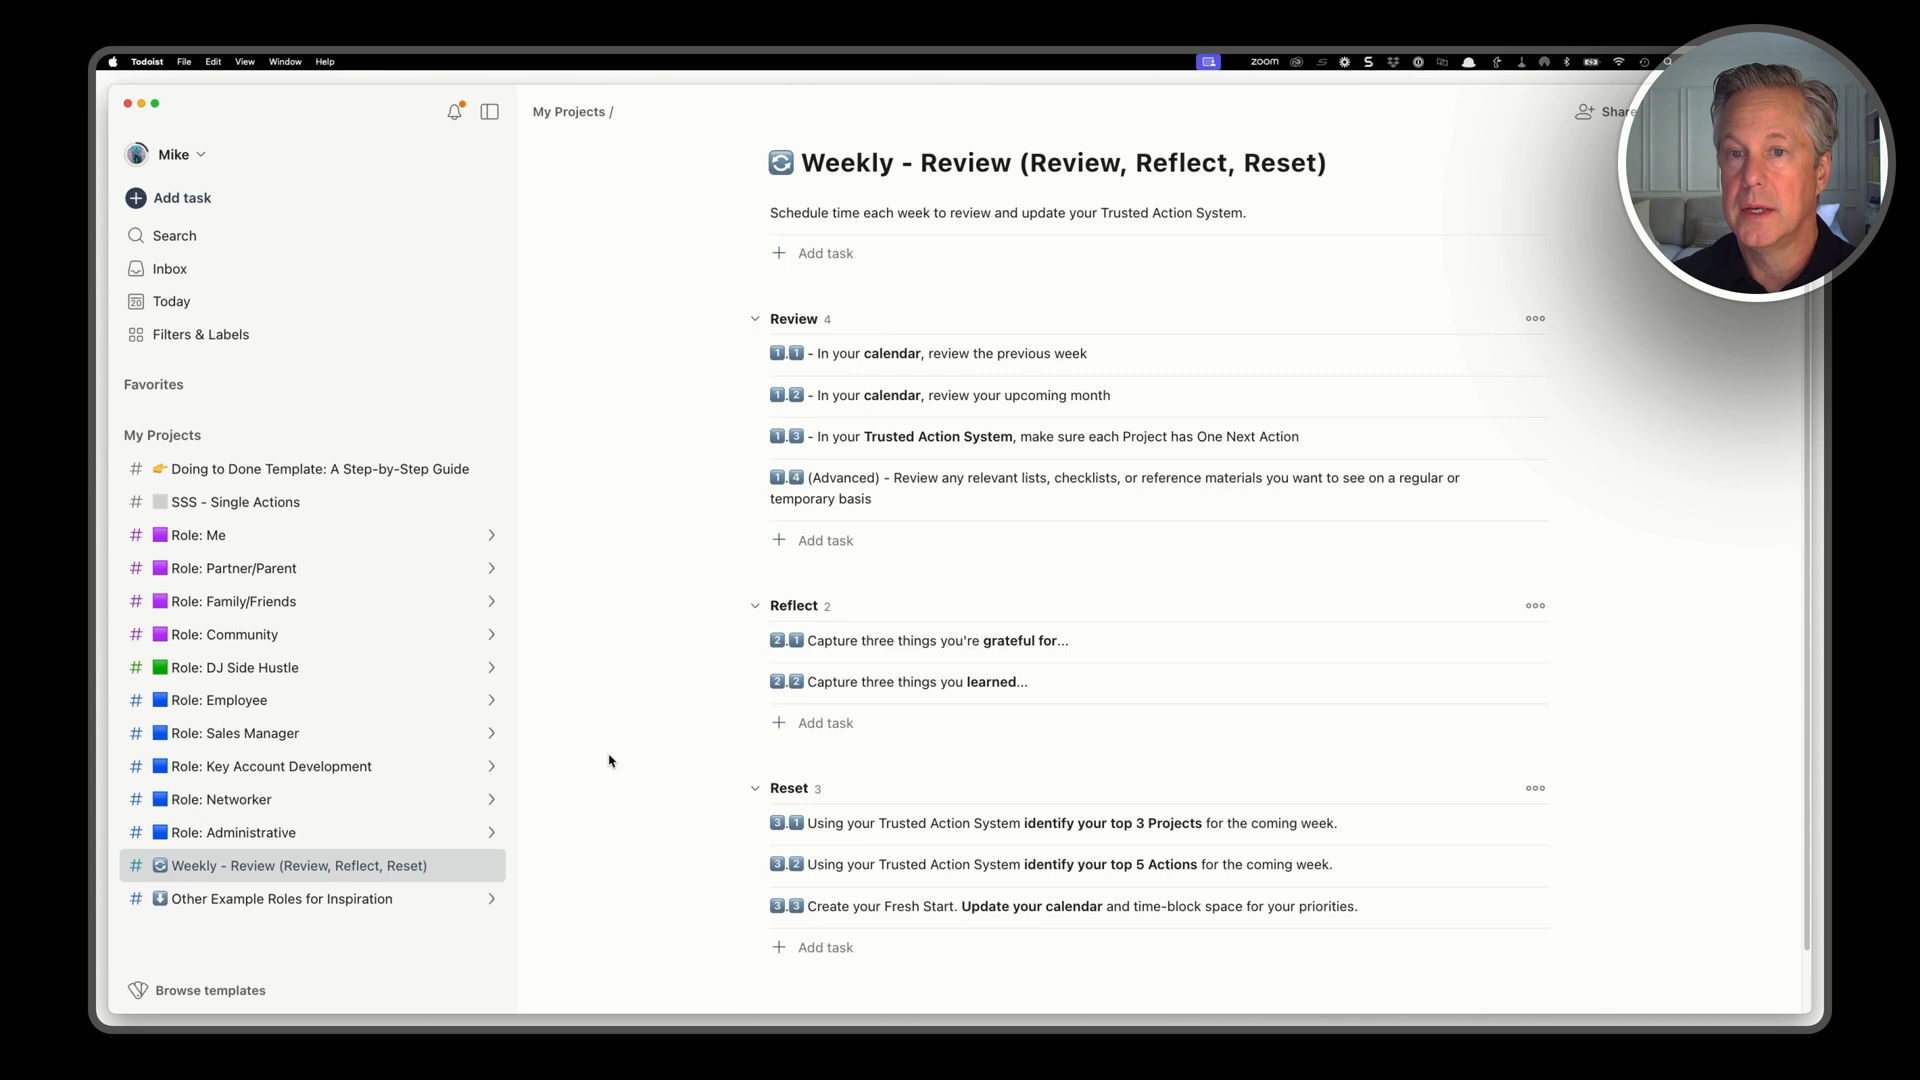 Todoist File Edit View Window Help
zoom
Mike
Add task
Search
Inbox
20 Today
Filters & Labels
Favorites
My Projects
# 👉 Doing to Done Template: A Step-by-Step Guide
# SSS - Single Actions
# Role: Me
# Role: Partner/Parent
# Role: Family/Friends
# Role: Community
# Role: DJ Side Hustle
# Role: Employee
# Role: Sales Manager
# Role: Key Account Development
# Role: Networker
# Role: Administrative
# 🔄 Weekly - Review (Review, Reflect, Reset)
# ⬇️ Other Example Roles for Inspiration
Browse templates
My Projects /
Share
🔄 Weekly - Review (Review, Reflect, Reset)
Schedule time each week to review and update your Trusted Action System.
+ Add task
Review 4
1️⃣.1️⃣ - In your calendar, review the previous week
1️⃣.2️⃣ - In your calendar, review your upcoming month
1️⃣.3️⃣ - In your Trusted Action System, make sure each Project has One Next Action
1️⃣.4️⃣ (Advanced) - Review any relevant lists, checklists, or reference materials you want to see on a regular or
temporary basis
+ Add task
Reflect 2
2️⃣.1️⃣ Capture three things you're grateful for...
2️⃣.2️⃣ Capture three things you learned...
+ Add task
Reset 3
3️⃣.1️⃣ Using your Trusted Action System identify your top 3 Projects for the coming week.
3️⃣.2️⃣ Using your Trusted Action System identify your top 5 Actions for the coming week.
3️⃣.3️⃣ Create your Fresh Start. Update your calendar and time-block space for your priorities.
+ Add task